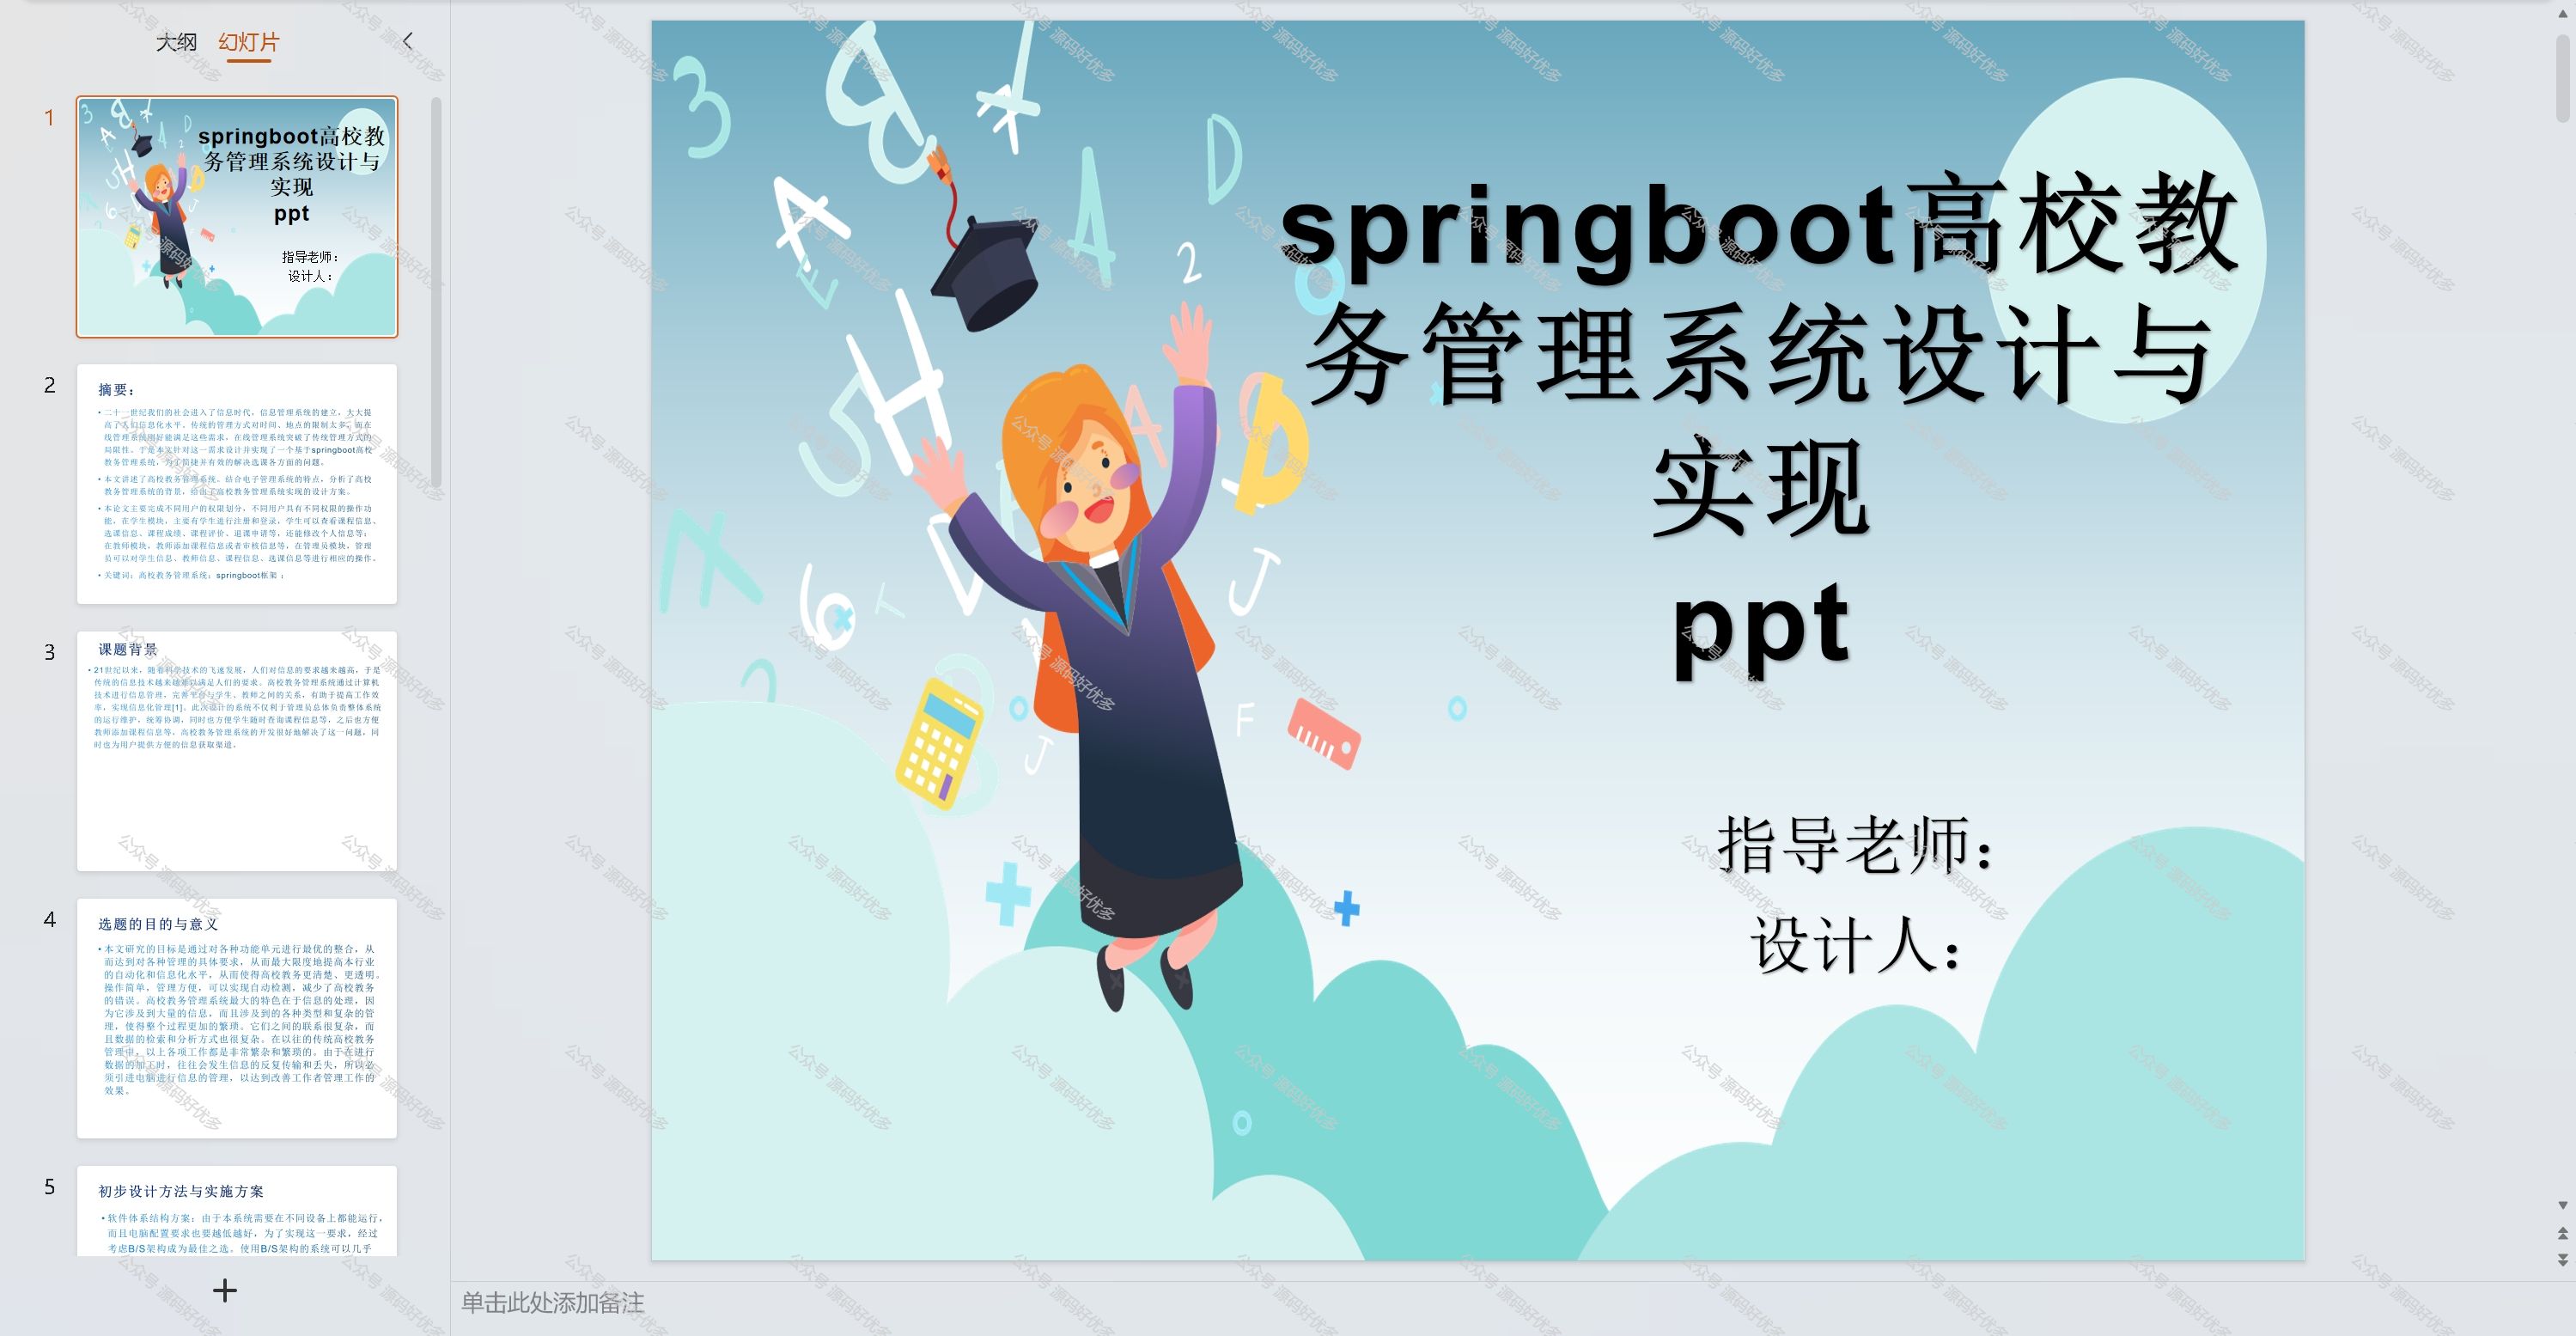 大纲 幻灯片
1
springboot高校教
务管理系统设计与
实现
ppt
指导老师：
设计人：
2
摘要：
• 二十一世纪我们的社会进入了信息时代，信息管理系统的建立，大大提
高了人们信息化水平。传统的管理方式对时间、地点的限制太多，而在
线管理系统刚好能满足这些需求，在线管理系统突破了传统管理方式的
局限性。于是本文针对这一需求设计并实现了一个基于springboot高校
教务管理系统，为了简捷并有效的解决选课各方面的问题。
• 本文讲述了高校教务管理系统。结合电子管理系统的特点，分析了高校
教务管理系统的背景，给出了高校教务管理系统实现的设计方案。
• 本论文主要完成不同用户的权限划分，不同用户具有不同权限的操作功
能，在学生模块，主要有学生进行注册和登录，学生可以查看课程信息、
选课信息、课程成绩、课程评价、退课申请等，还能修改个人信息等；
在教师模块，教师添加课程信息或者审核信息等，在管理员模块，管理
员可以对学生信息、教师信息、课程信息、选课信息等进行相应的操作。
• 关键词：高校教务管理系统；springboot框架；
3
课题背景
• 21世纪以来，随着科学技术的飞速发展，人们对信息的要求越来越高，于是
传统的信息技术越来越难以满足人们的要求。高校教务管理系统通过计算机
技术进行信息管理，完善平台与学生、教师之间的关系，有助于提高工作效
率，实现信息化管理[1]。此次设计的系统不仅利于管理员总体负责整体系统
的运行维护，统筹协调，同时也方便学生随时查询课程信息等，之后也方便
教师添加课程信息等，高校教务管理系统的开发很好地解决了这一问题，同
时也为用户提供方便的信息获取渠道。
4
选题的目的与意义
• 本文研究的目标是通过对各种功能单元进行最优的整合，从
而达到对各种管理的具体要求，从而最大限度地提高本行业
的自动化和信息化水平，从而使得高校教务更清楚、更透明。
操作简单，管理方便，可以实现自动检测，减少了高校教务
的错误。高校教务管理系统最大的特色在于信息的处理，因
为它涉及到大量的信息，而且涉及到的各种类型和复杂的管
理，使得整个过程更加的繁琐。它们之间的联系很复杂，而
且数据的检索和分析方式也很复杂。在以往的传统高校教务
管理中，以上各项工作都是非常繁杂和繁琐的。由于在进行
数据的加工时，往往会发生信息的反复传输和丢失，所以必
须引进电脑进行信息的管理，以达到改善工作者管理工作的
效果。
5
初步设计方法与实施方案
• 软件体系结构方案：由于本系统需要在不同设备上都能运行，
而且电脑配置要求也要越低越好，为了实现这一要求，经过
考虑B/S架构成为最佳之选。使用B/S架构的系统可以几乎
springboot高校教
务管理系统设计与
实现
ppt
指导老师：
设计人：
单击此处添加备注
公众号 源码好优多